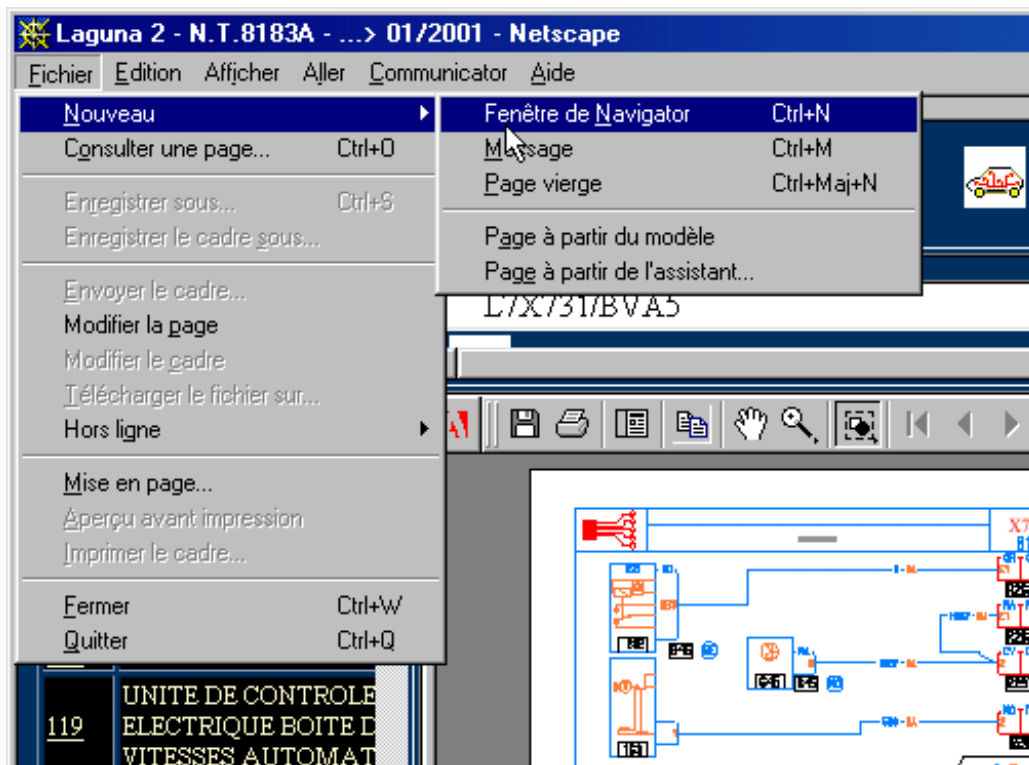 Laguna 2 - N.T.8183A - ...> 01/2001 - Netscape
Fichier Edition Afficher Aller Communicator Aide
Nouveau
Consulter une page... Ctrl+O
Enregistrer sous... Ctrl+S
Enregistrer le cadre sous...
Envoyer le cadre...
Modifier la page
Modifier le cadre
Télécharger le fichier sur...
Hors ligne
Mise en page...
Aperçu avant impression
Imprimer le cadre...
Fermer Ctrl+W
Quitter Ctrl+Q
Fenêtre de Navigator Ctrl+N
Message Ctrl+M
Page vierge Ctrl+Maj+N
Page à partir du modèle
Page à partir de l'assistant...
L7X731/BVA5
X7
81
119
UNITE DE CONTROLE
ELECTRIQUE BOITE D
VITESSES AUTOMAT